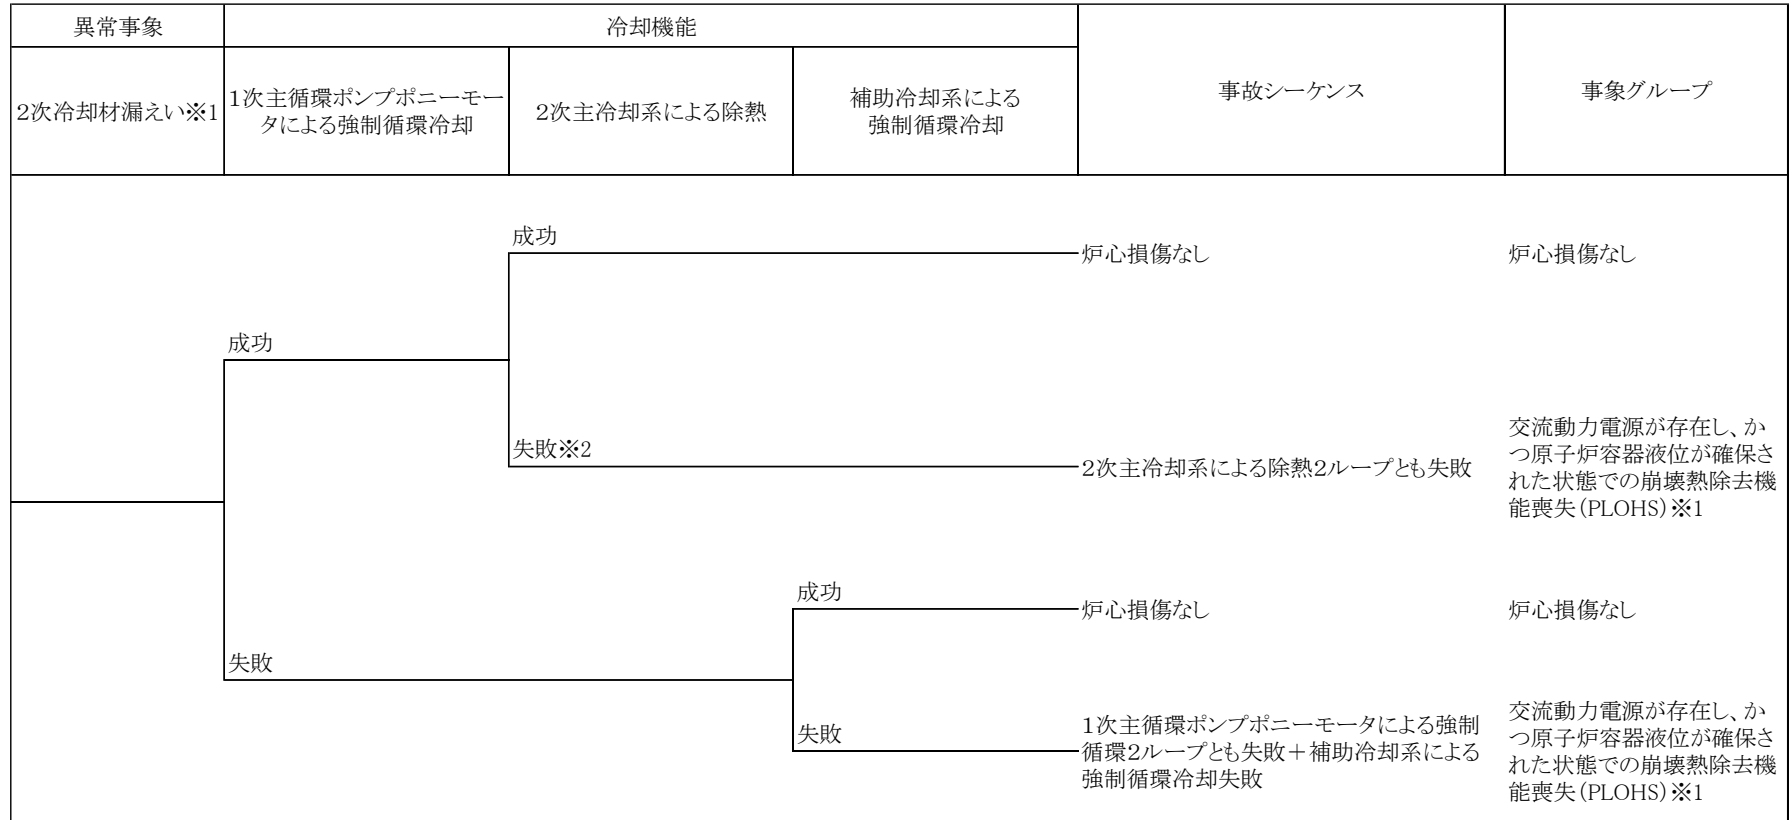 異常事象
冷却機能
事故シーケンス
事象グループ
2次冷却材漏えい※1
1次主循環ポンプポニーモー
タによる強制循環冷却
2次主冷却系による除熱
補助冷却系による
強制循環冷却
成功
炉心損傷なし
炉心損傷なし
成功
失敗※2
2次主冷却系による除熱2ループとも失敗
交流動力電源が存在し、か
つ原子炉容器液位が確保さ
れた状態での崩壊熱除去機
能喪失(PLOHS)※1
成功
炉心損傷なし
炉心損傷なし
失敗
失敗
1次主循環ポンプポニーモータによる強制
循環2ループとも失敗+補助冷却系による
強制循環冷却失敗
交流動力電源が存在し、か
つ原子炉容器液位が確保さ
れた状態での崩壊熱除去機
能喪失(PLOHS)※1